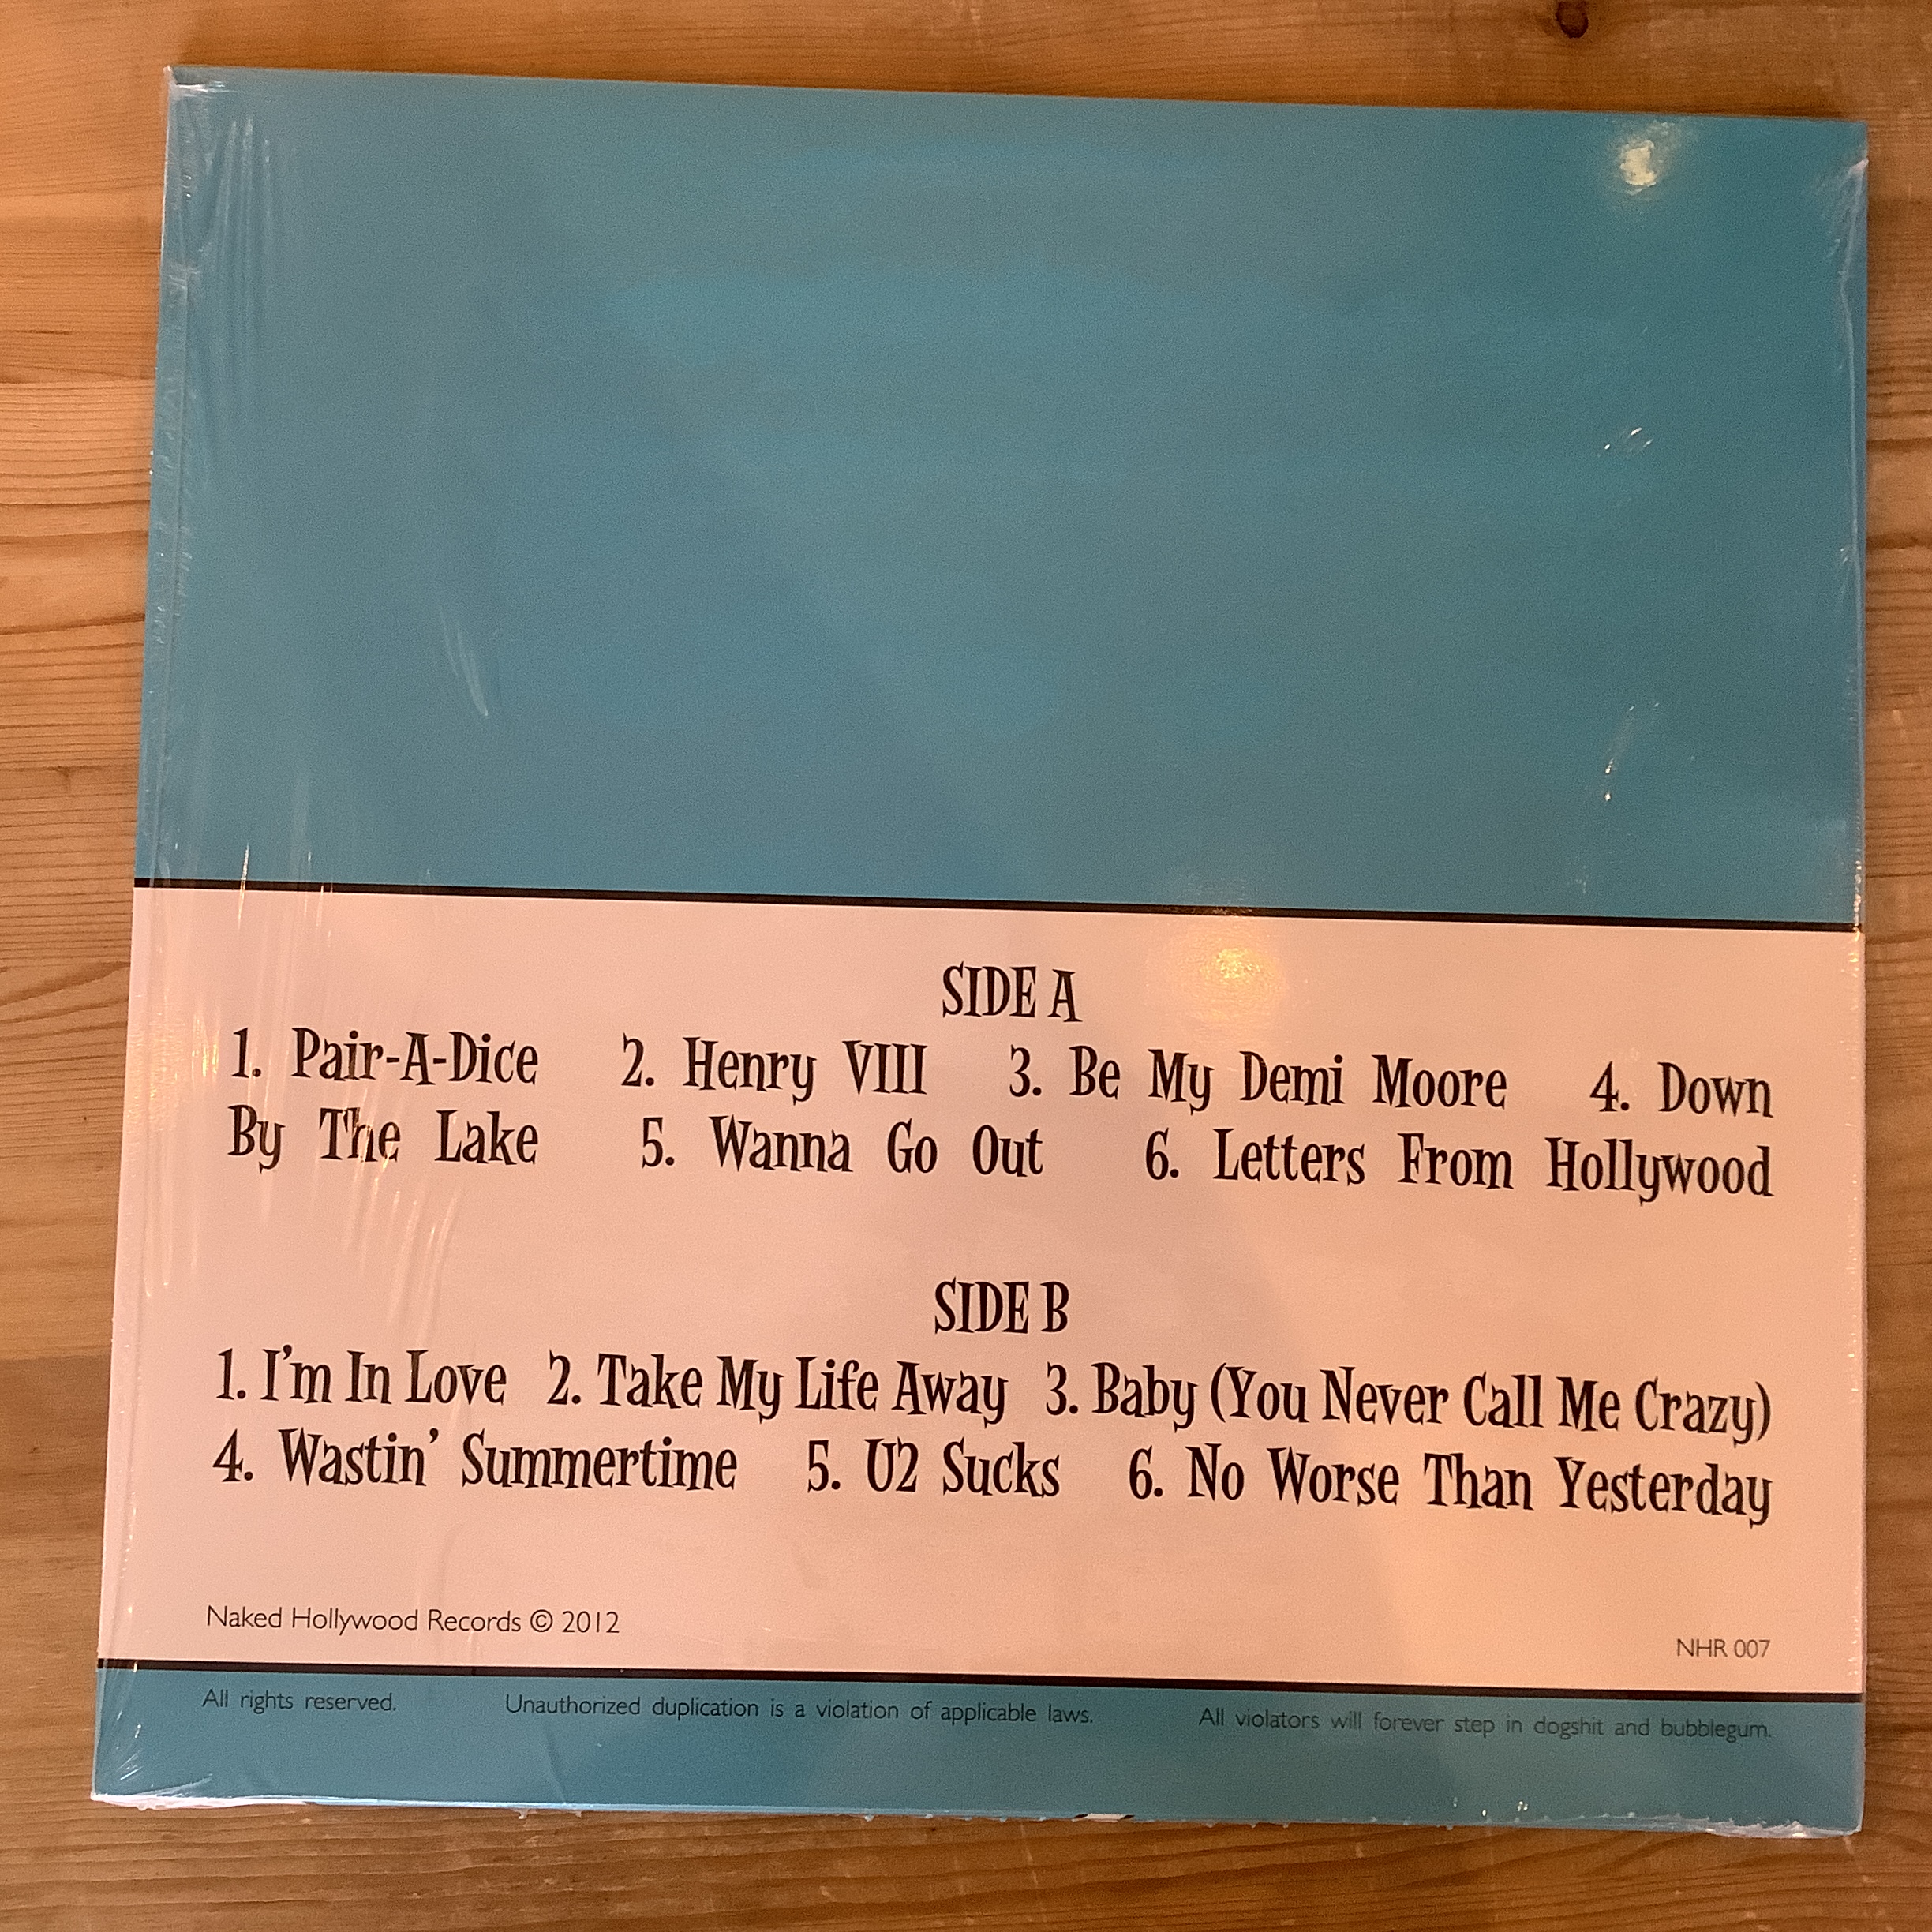 SIDE A
1. Pair-A-Dice 2. Henry VIII 3. Be My Demi Moore 4. Down
By The Lake 5. Wanna Go Out 6. Letters From Hollywood
SIDE B
1. I'm In Love 2. Take My Life Away 3. Baby (You Never Call Me Crazy)
4. Wastin' Summertime 5. U2 Sucks 6. No Worse Than Yesterday
Naked Hollywood Records © 2012
NHR 007
All rights reserved. Unauthorized duplication is a violation of applicable laws. All violators will forever step in dogshit and bubblegum.